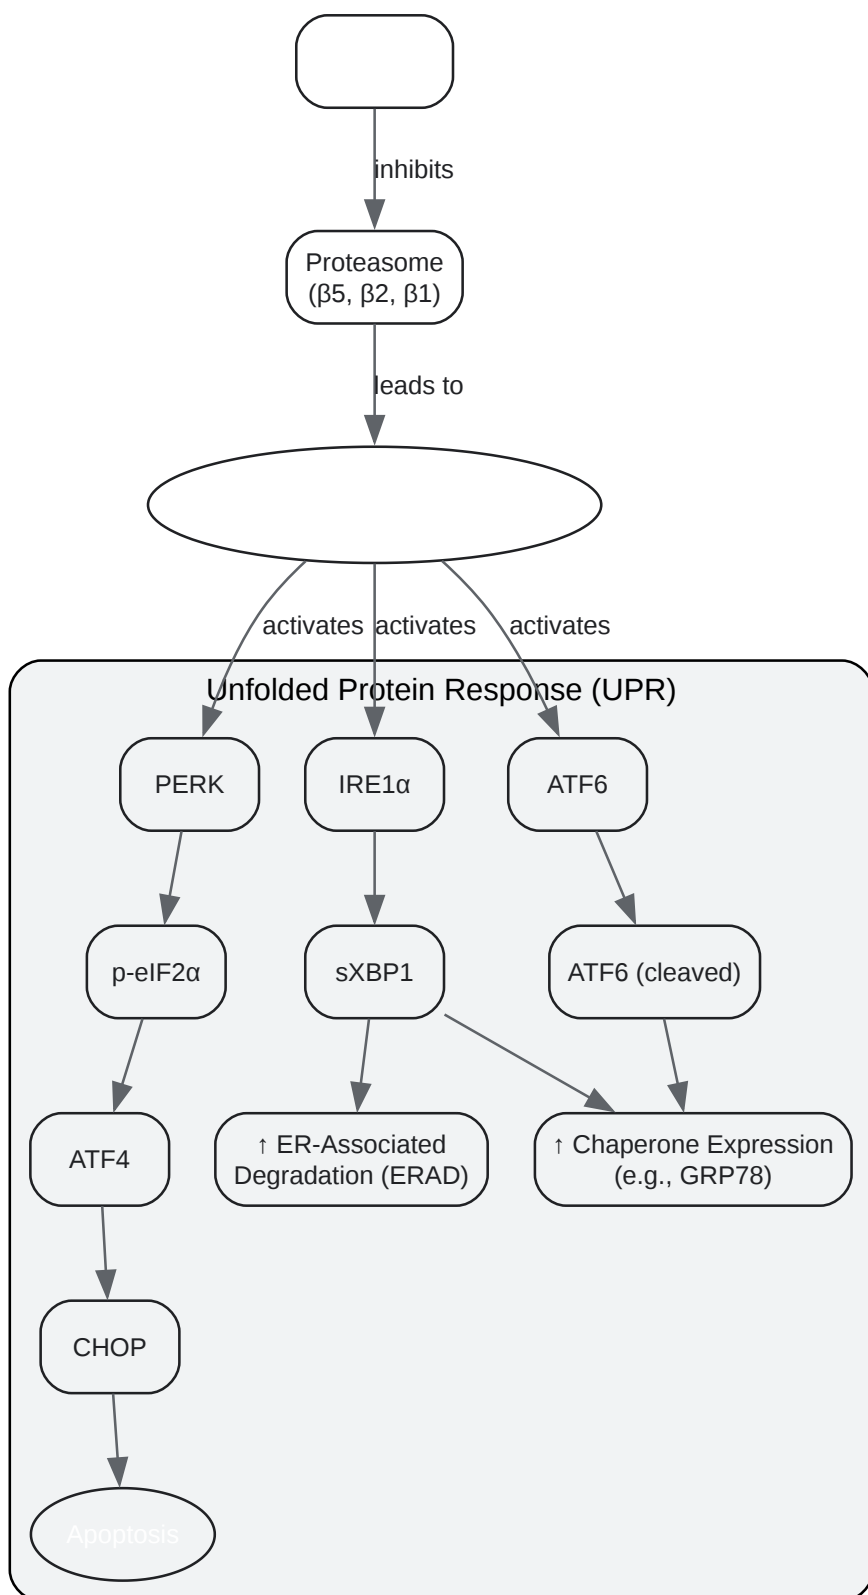 inhibits
Proteasome
(β5, β2, β1)
leads to
activates
activates
activates
Unfolded Protein Response (UPR)
PERK
IRE1α
ATF6
p-eIF2α
sXBP1
ATF6 (cleaved)
ATF4
↑ ER-Associated
Degradation (ERAD)
↑ Chaperone Expression
(e.g., GRP78)
CHOP
Apoptosis